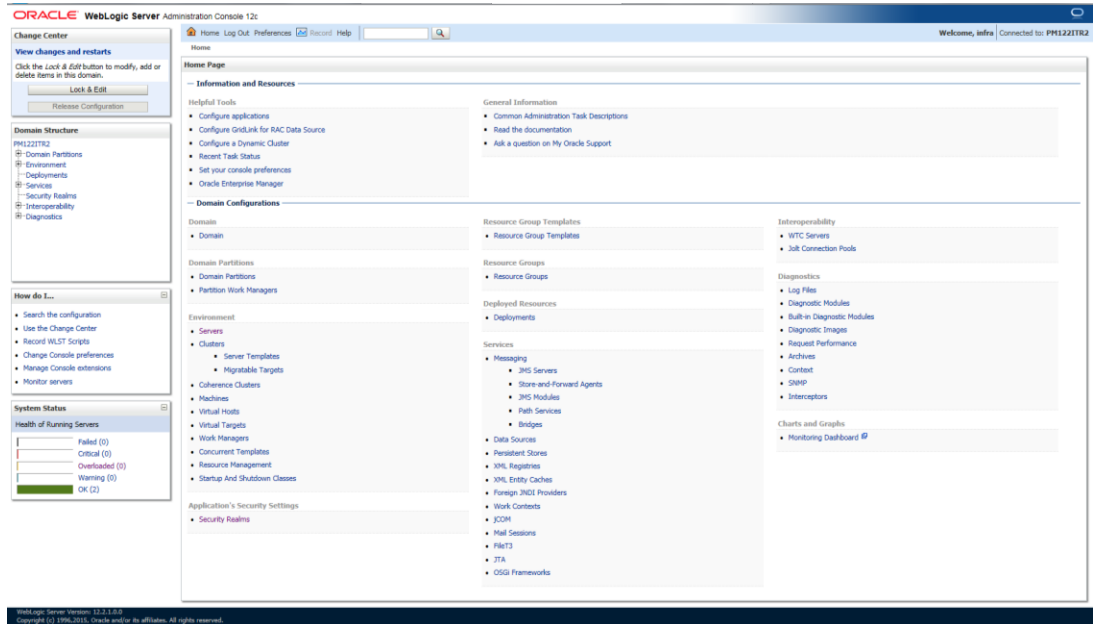 ORACLE WebLogic Server Administration Console 12c
Change Center
View changes and restarts
Click the Lock & Edit button to modify, add or
delete items in this domain.
Lock & Edit
Release Configuration
Domain Structure
PM122ITR2
Domain Partitions
Environment
Deployments
Services
Security Realms
Interoperability
Diagnostics
How do I...
Search the configuration
Use the Change Center
Record WLST Scripts
Change Console preferences
Manage Console extensions
Monitor servers
System Status
Health of Running Servers
Failed (0)
Critical (0)
Overloaded (0)
Warning (0)
OK (2)
Home Log Out Preferences Record Help
Welcome, infra Connected to: PM122ITR2
Home
Home Page
Information and Resources
Helpful Tools
Configure applications
Configure GridLink for RAC Data Source
Configure a Dynamic Cluster
Recent Task Status
Set your console preferences
Oracle Enterprise Manager
General Information
Common Administration Task Descriptions
Read the documentation
Ask a question on My Oracle Support
Domain Configurations
Domain
Domain
Domain Partitions
Domain Partitions
Partition Work Managers
Environment
Servers
Clusters
Server Templates
Migratable Targets
Coherence Clusters
Machines
Virtual Hosts
Virtual Targets
Work Managers
Concurrent Templates
Resource Management
Startup And Shutdown Classes
Application's Security Settings
Security Realms
Resource Group Templates
Resource Group Templates
Resource Groups
Resource Groups
Deployed Resources
Deployments
Services
Messaging
JMS Servers
Store-and-Forward Agents
JMS Modules
Path Services
Bridges
Data Sources
Persistent Stores
XML Registries
XML Entity Caches
Foreign JNDI Providers
Work Contexts
jCOM
Mail Sessions
FileT3
JTA
OSGi Frameworks
Interoperability
WTC Servers
Jolt Connection Pools
Diagnostics
Log Files
Diagnostic Modules
Built-in Diagnostic Modules
Diagnostic Images
Request Performance
Archives
Context
SNMP
Interceptors
Charts and Graphs
Monitoring Dashboard
WebLogic Server Version: 12.2.1.0.0
Copyright (c) 1996,2015, Oracle and/or its affiliates. All rights reserved.